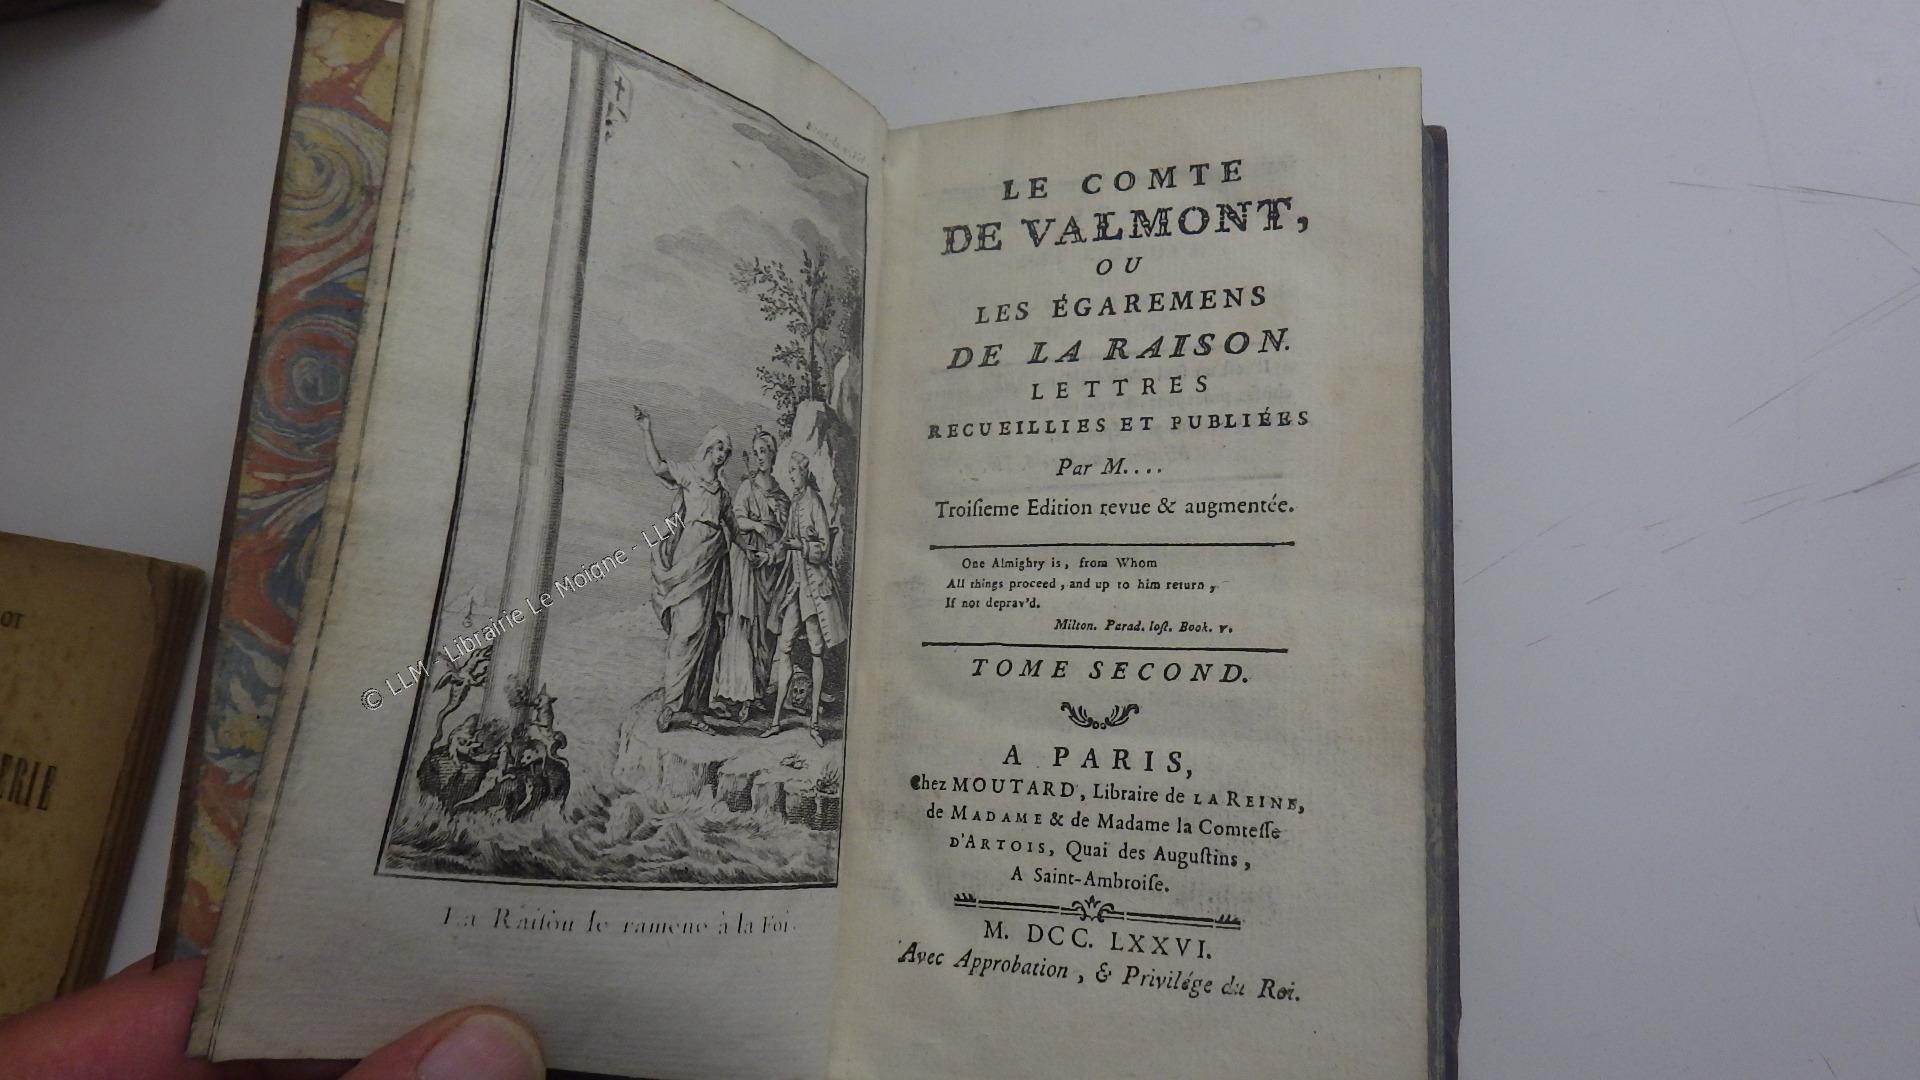 LE COMTE
DE VALMONT,
OU
LES ÉGAREMENS
DE LA RAISON.
LETTRES
RECUEILLIES ET PUBLIÉES
Par M....
Troiſieme Edition revue & augmentée.
One Almighty is, from Whom
All things proceed, and up to him return,
If not deprav'd.
Milton. Parad. loſt. Book. v.
TOME SECOND.
A PARIS,
Chez MOUTARD, Libraire de LA REINE,
de MADAME & de Madame la Comteſſe
D'ARTOIS, Quai des Auguſtins,
A Saint-Ambroiſe.
M. DCC. LXXVI.
Avec Approbation, & Privilége du Roi.
La Raison le ramene à la Foi.
© LLM - Librairie Le Moigne - LLM
OT
ERIE